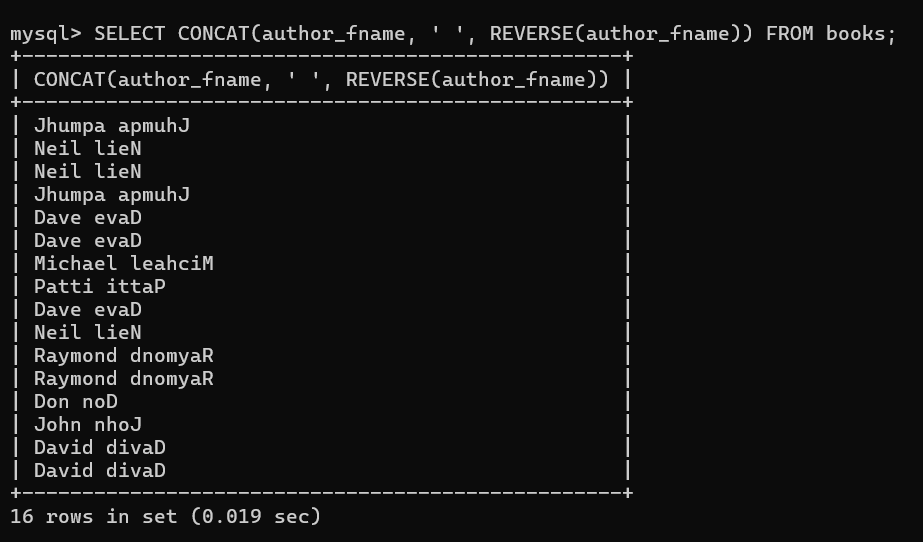 mysql> SELECT CONCAT(author_fname, ' ', REVERSE(author_fname)) FROM books;
+--------------------------------------------------+
| CONCAT(author_fname, ' ', REVERSE(author_fname)) |
+--------------------------------------------------+
| Jhumpa apmuhJ                                    |
| Neil lieN                                        |
| Neil lieN                                        |
| Jhumpa apmuhJ                                    |
| Dave evaD                                        |
| Dave evaD                                        |
| Michael leahciM                                  |
| Patti ittaP                                      |
| Dave evaD                                        |
| Neil lieN                                        |
| Raymond dnomyaR                                  |
| Raymond dnomyaR                                  |
| Don noD                                          |
| John nhoJ                                        |
| David divaD                                      |
| David divaD                                      |
+--------------------------------------------------+
16 rows in set (0.019 sec)